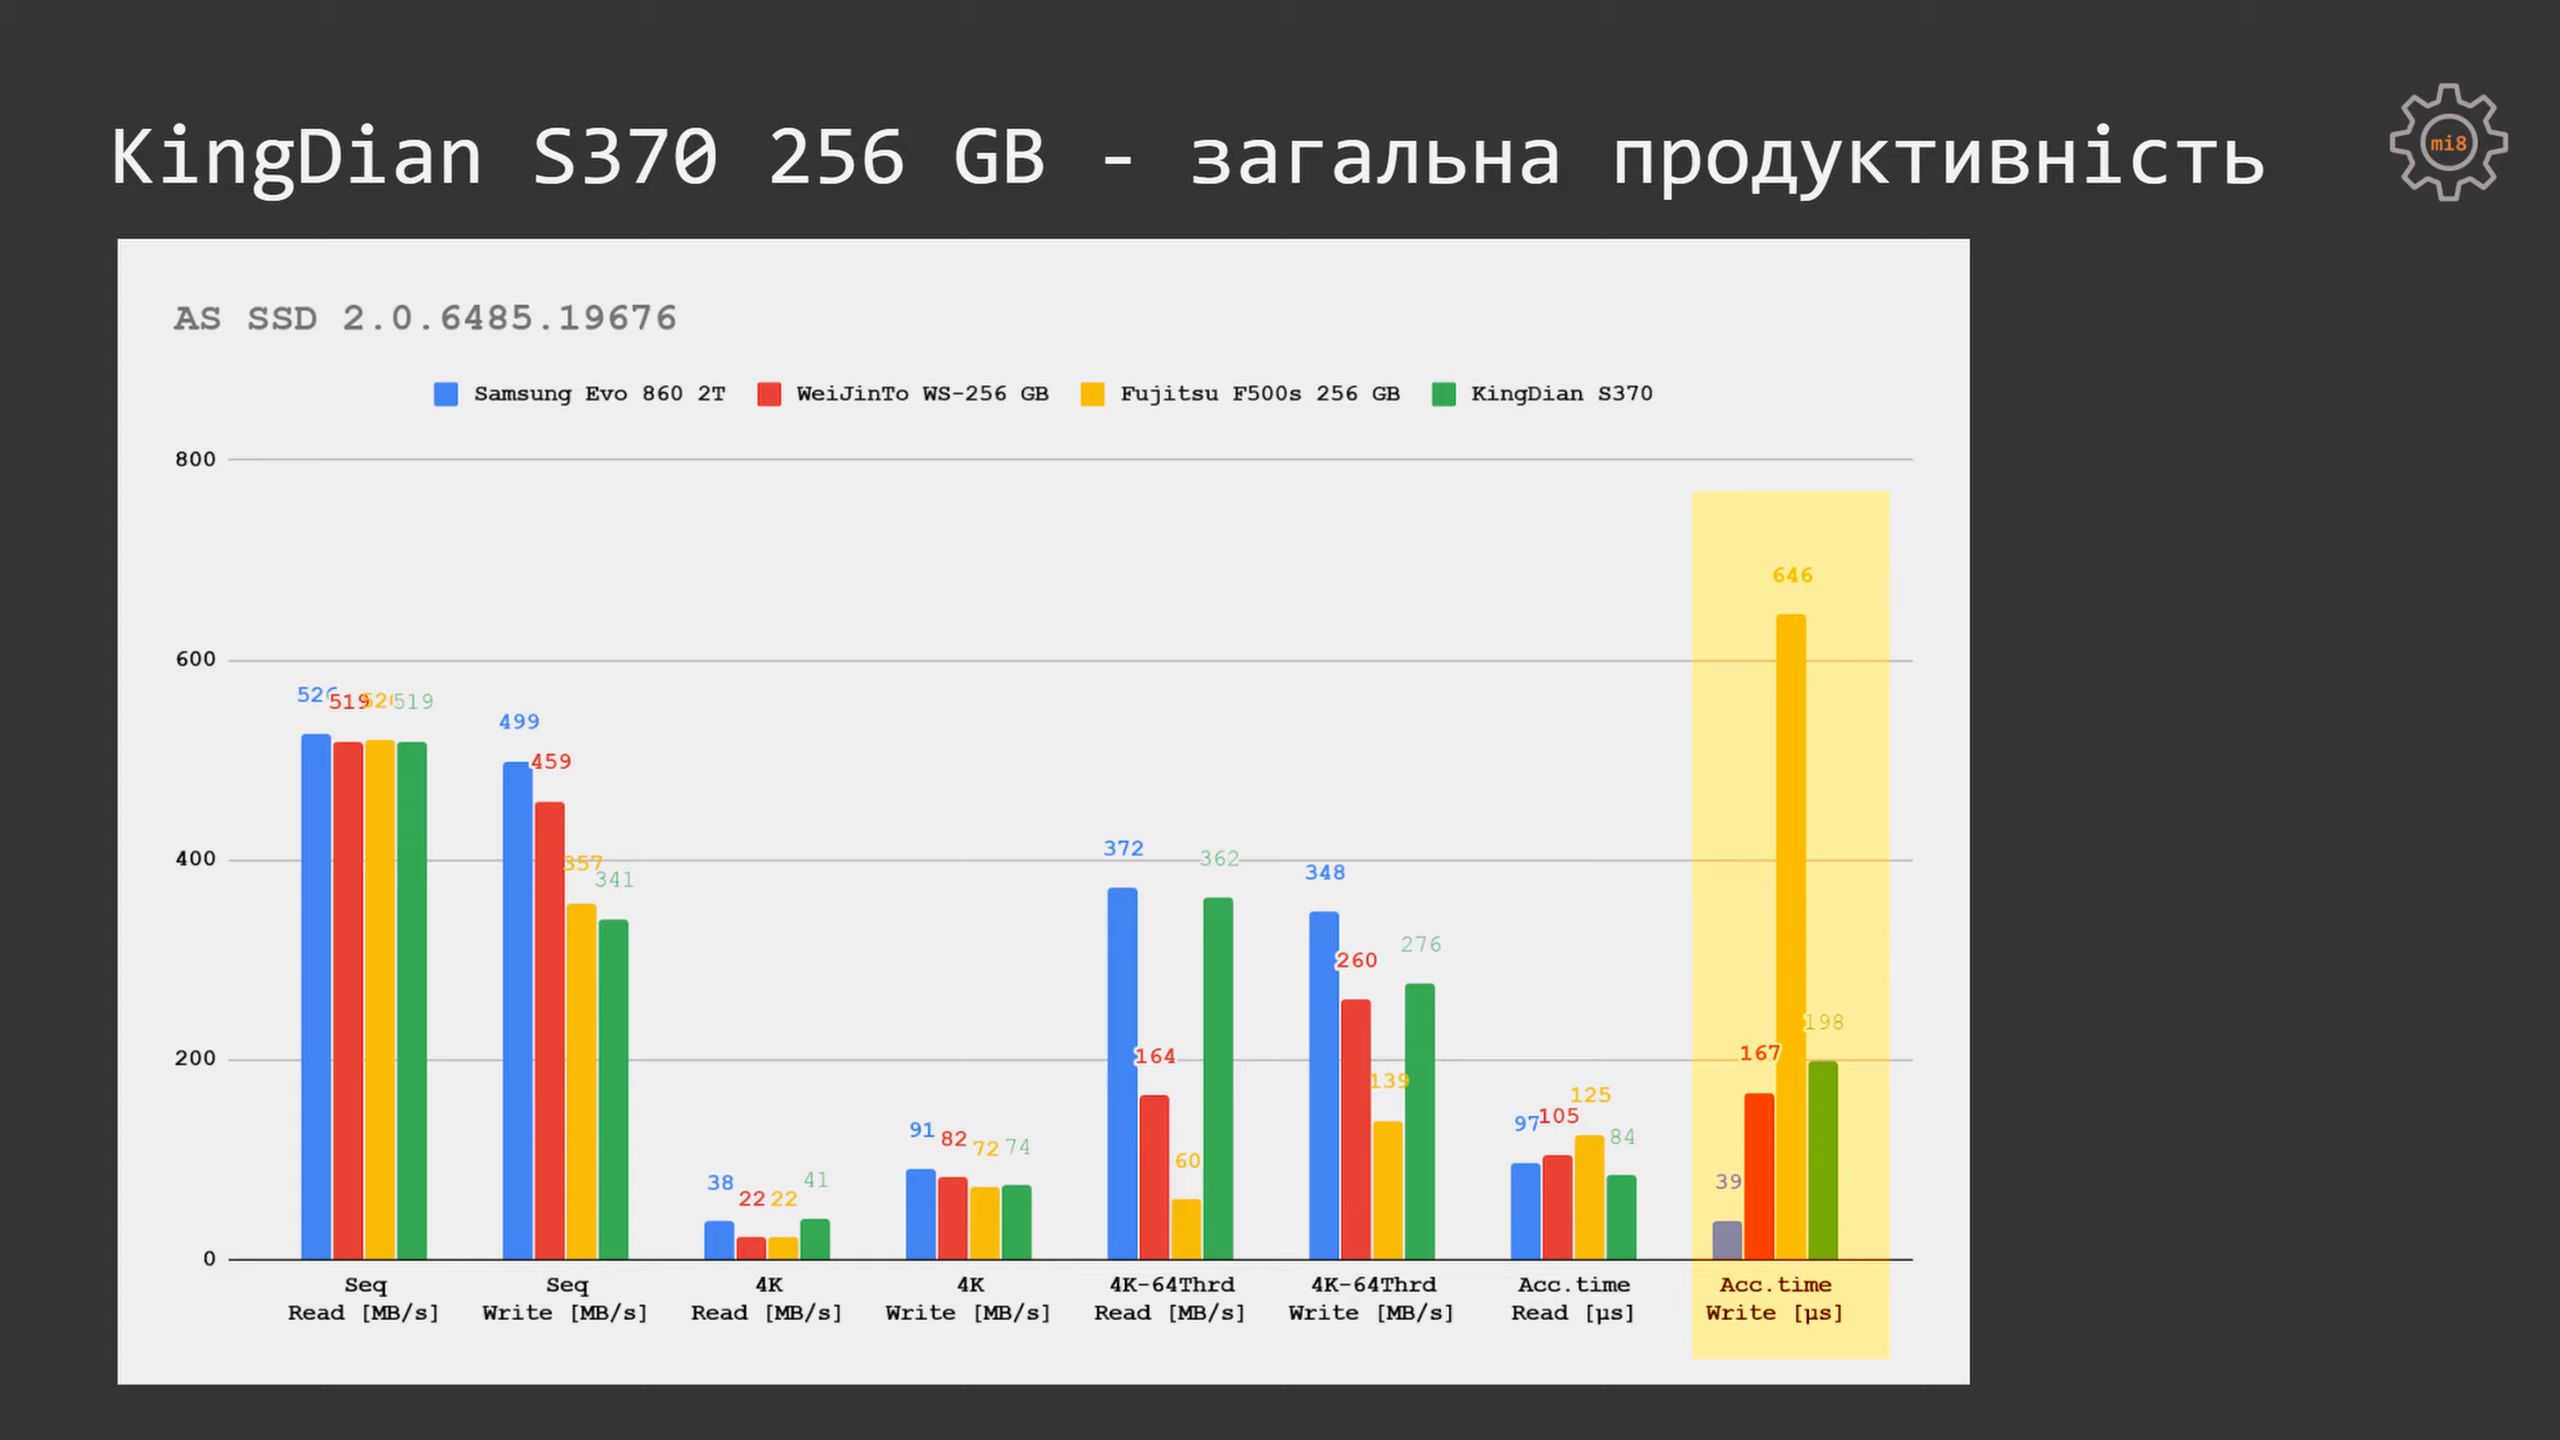 KingDian S370 256 GB - загальна продуктивність
mi8
AS SSD 2.0.6485.19676
Samsung Evo 860 2T WeiJinTo WS-256 GB Fujitsu F500s 256 GB KingDian S370
800
600
400
200
0
519 519
499 459 357 341
38 22 22 41
91 82 72 74
372 164 60 362
348 260 139 276
97 105 125 84
39 167 646 198
Seq
Read [MB/s]
Seq
Write [MB/s]
4K
Read [MB/s]
4K
Write [MB/s]
4K-64Thrd
Read [MB/s]
4K-64Thrd
Write [MB/s]
Acc.time
Read [µs]
Acc.time
Write [µs]